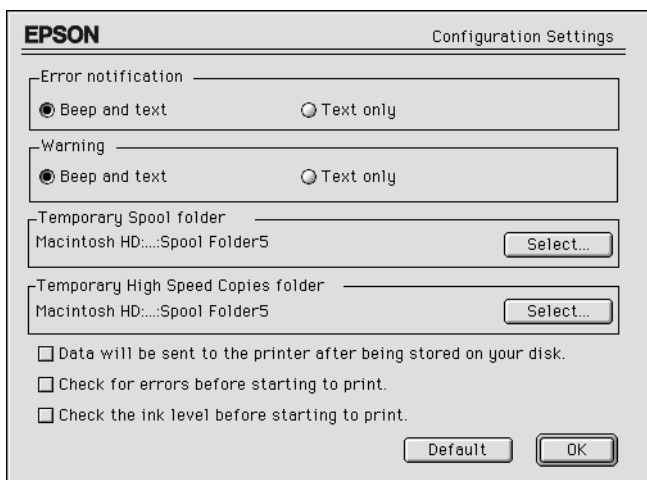 EPSON Configuration Settings
Error notification
Beep and text Text only
Warning
Beep and text Text only
Temporary Spool folder
Macintosh HD:...:Spool Folder5 Select...
Temporary High Speed Copies folder
Macintosh HD:...:Spool Folder5 Select...
Data will be sent to the printer after being stored on your disk.
Check for errors before starting to print.
Check the ink level before starting to print.
Default OK